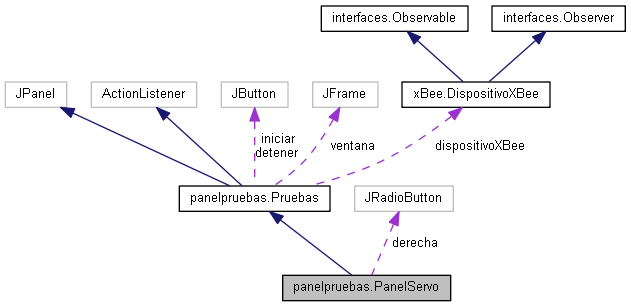 interfaces.Observable
interfaces.Observer
JPanel
ActionListener
JButton
JFrame
xBee.DispositivoXBee
iniciar
detener
ventana
dispositivoXBee
panelpruebas.Pruebas
JRadioButton
derecha
panelpruebas.PanelServo